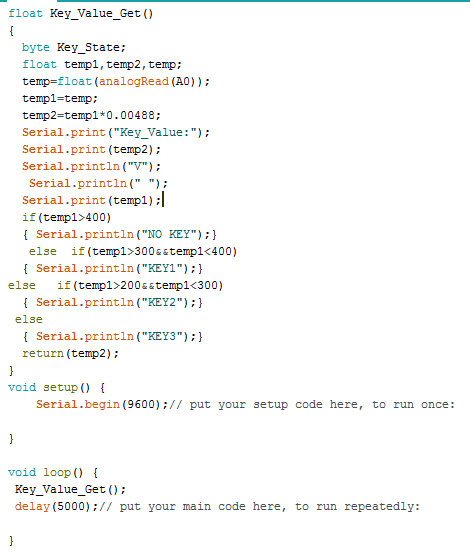 float Key_Value_Get()
{
  byte Key_State;
  float temp1,temp2,temp;
  temp=float(analogRead(A0));
  temp1=temp;
  temp2=temp1*0.00488;
  Serial.print("Key_Value:");
  Serial.print(temp2);
  Serial.println("V");
   Serial.println(" ");
  Serial.print(temp1);
  if(temp1>400)
  { Serial.println("NO KEY");}
   else  if(temp1>300&&temp1<400)
  { Serial.println("KEY1");}
else   if(temp1>200&&temp1<300)
  { Serial.println("KEY2");}
 else
  { Serial.println("KEY3");}
  return(temp2);
}
void setup() {
    Serial.begin(9600);// put your setup code here, to run once:

}

void loop() {
 Key_Value_Get();
 delay(5000);// put your main code here, to run repeatedly:

}